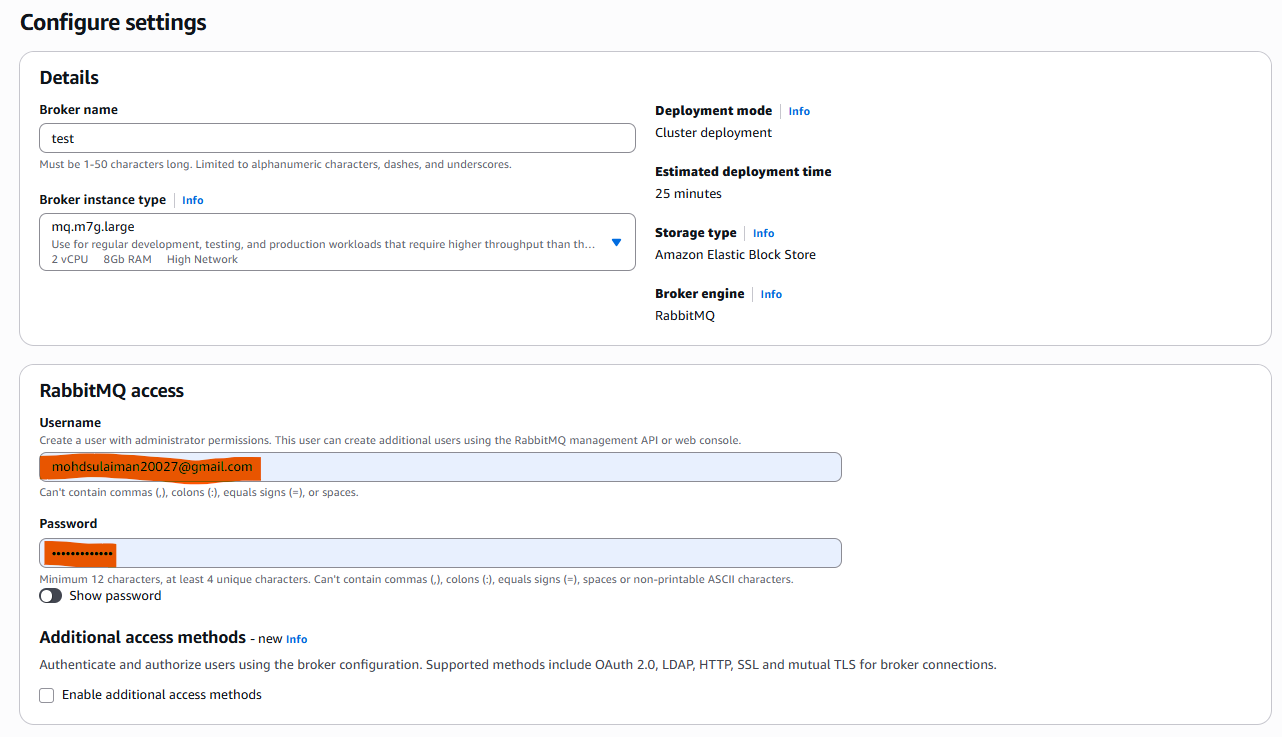 Configure settings
Details
Broker name
test
Must be 1-50 characters long. Limited to alphanumeric characters, dashes, and underscores.
Broker instance type Info
mq.m7g.large
Use for regular development, testing, and production workloads that require higher throughput than th...
2 vCPU 8Gb RAM High Network
Deployment mode Info
Cluster deployment
Estimated deployment time
25 minutes
Storage type Info
Amazon Elastic Block Store
Broker engine Info
RabbitMQ
RabbitMQ access
Username
Create a user with administrator permissions. This user can create additional users using the RabbitMQ management API or web console.
mohdsulaiman20027@gmail.com
Can't contain commas (,), colons (:), equals signs (=), or spaces.
Password
•••••••••••••
Minimum 12 characters, at least 4 unique characters. Can't contain commas (,), colons (:), equals signs (=), spaces or non-printable ASCII characters.
Show password
Additional access methods - new Info
Authenticate and authorize users using the broker configuration. Supported methods include OAuth 2.0, LDAP, HTTP, SSL and mutual TLS for broker connections.
Enable additional access methods